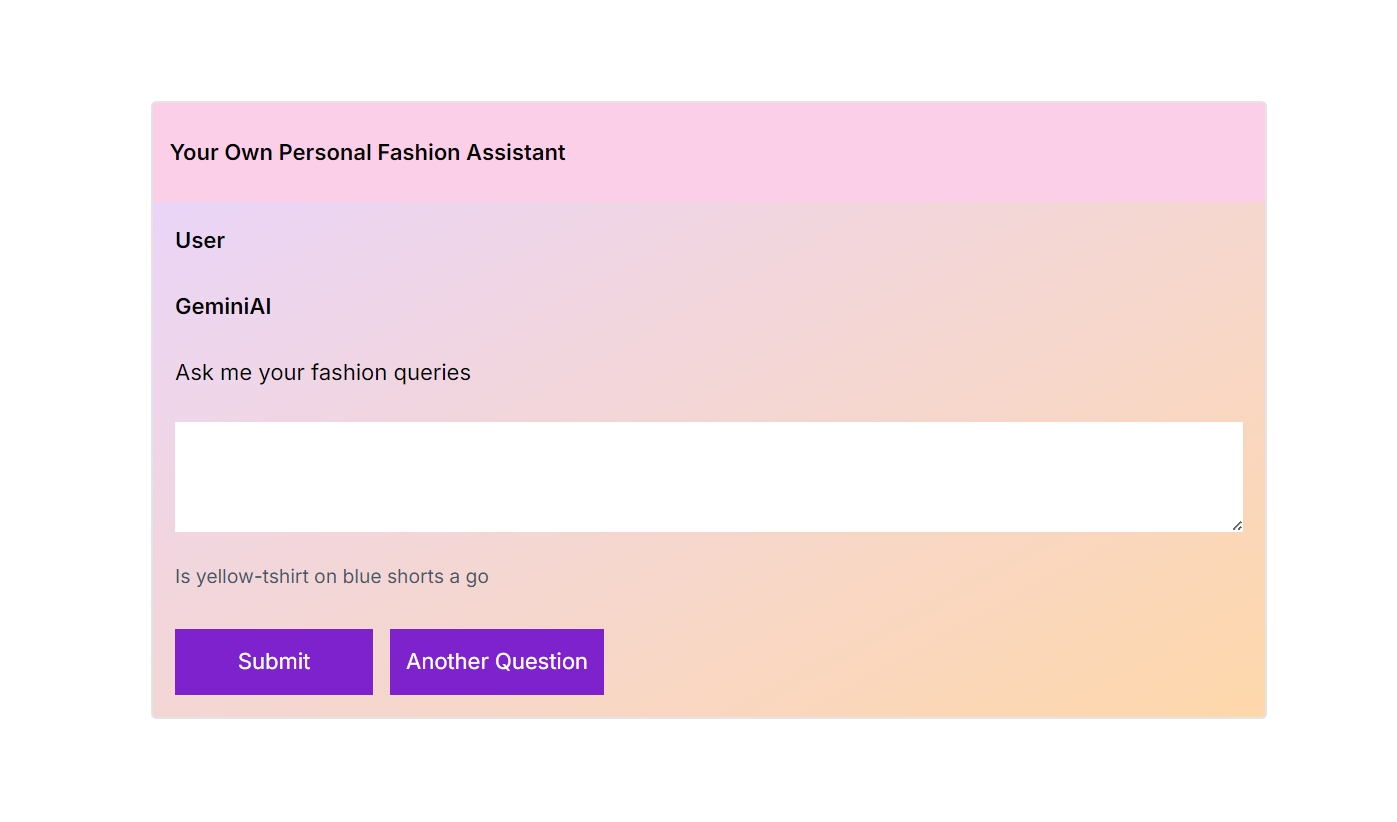 Your Own Personal Fashion Assistant
User
GeminiAI
Ask me your fashion queries
Is yellow-tshirt on blue shorts a go
Submit Another Question